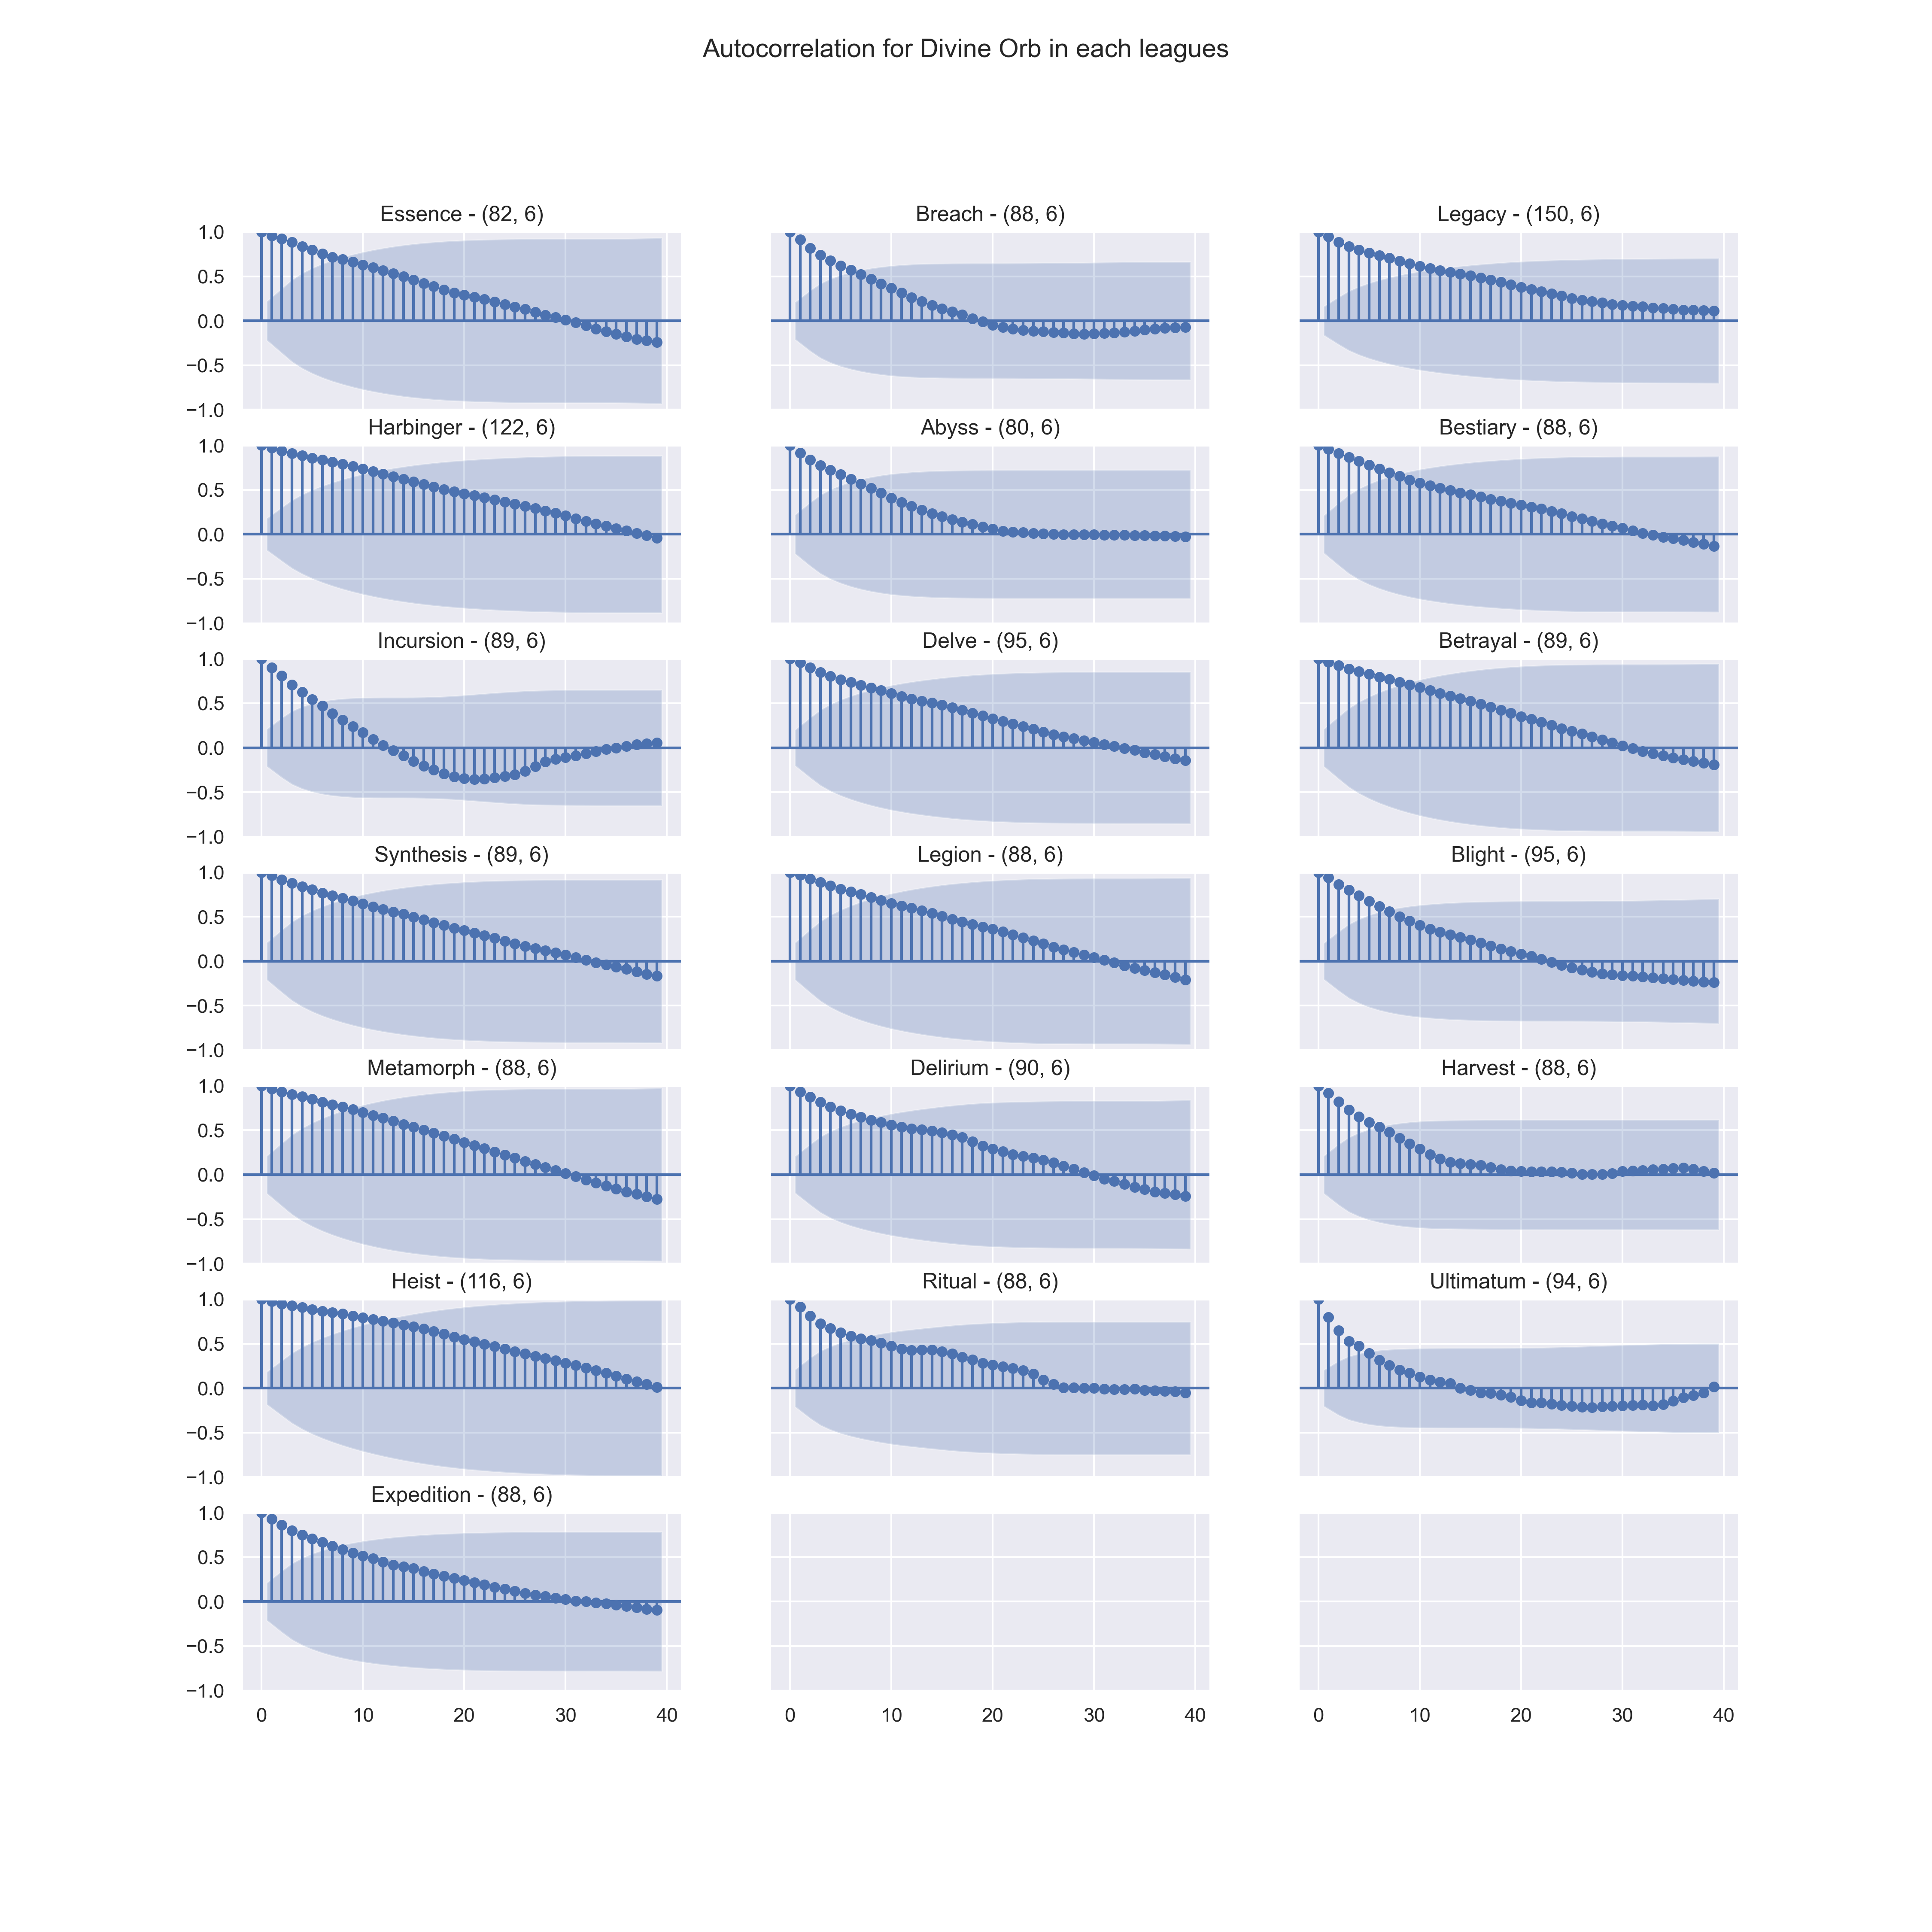 Autocorrelation for Divine Orb in each leagues
Essence - (82, 6)
Breach - (88, 6)
Legacy - (150, 6)
1.0
0.5
0.0
−0.5
−1.0
Harbinger - (122, 6)
Abyss - (80, 6)
Bestiary - (88, 6)
1.0
0.5
0.0
−0.5
−1.0
Incursion - (89, 6)
Delve - (95, 6)
Betrayal - (89, 6)
1.0
0.5
0.0
−0.5
−1.0
Synthesis - (89, 6)
Legion - (88, 6)
Blight - (95, 6)
1.0
0.5
0.0
−0.5
−1.0
Metamorph - (88, 6)
Delirium - (90, 6)
Harvest - (88, 6)
1.0
0.5
0.0
−0.5
−1.0
Heist - (116, 6)
Ritual - (88, 6)
Ultimatum - (94, 6)
1.0
0.5
0.0
−0.5
−1.0
Expedition - (88, 6)
1.0
0.5
0.0
−0.5
−1.0
0 10 20 30 40
0 10 20 30 40
0 10 20 30 40